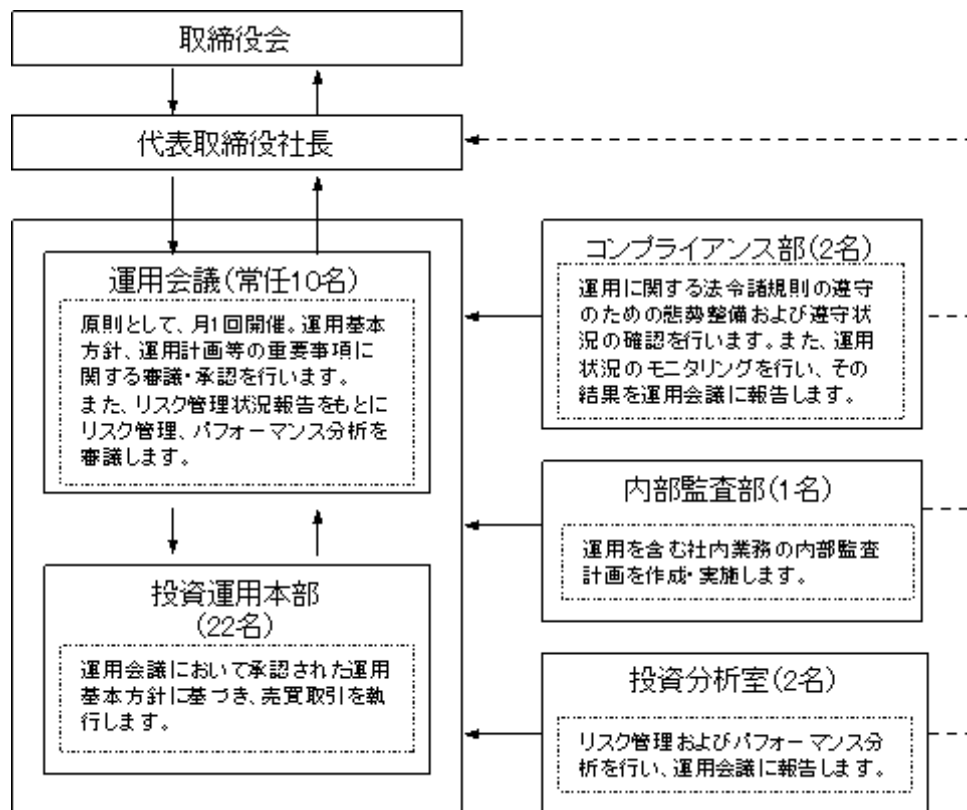 取締役会
代表取締役社長
運用会議(常任10名)
原則として、月1回開催。運用基本
方針、運用計画等の重要事項に
関する審議・承認を行います。
また、リスク管理状況報告をもとに
リスク管理、パフォーマンス分析を
審議します。
投資運用本部
(22名)
運用会議において承認された運用
基本方針に基づき、売買取引を執
行します。
コンプライアンス部(2名)
運用に関する法令諸規則の遵守
のための態勢整備および遵守状
況の確認を行います。また、運用
状況のモニタリングを行い、その
結果を運用会議に報告します。
内部監査部(1名)
運用を含む社内業務の内部監査
計画を作成・実施します。
投資分析室(2名)
リスク管理およびパフォーマンス分
析を行い、運用会議に報告します。